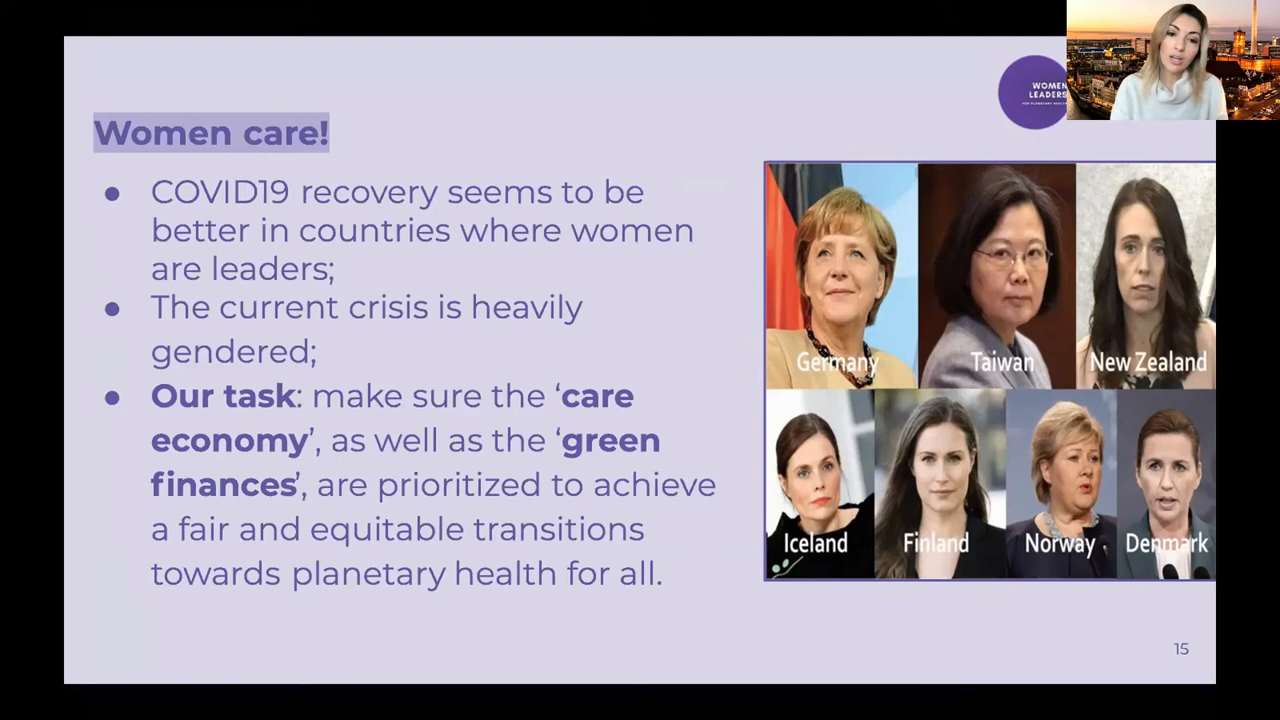 WOMEN
LEADERS
FOR PLANETARY HEALTH
Women care!
● COVID19 recovery seems to be
better in countries where women
are leaders;
● The current crisis is heavily
gendered;
● Our task: make sure the ‘care
economy’, as well as the ‘green
finances’, are prioritized to achieve
a fair and equitable transitions
towards planetary health for all.
Germany Taiwan New Zealand
Iceland Finland Norway Denmark
15